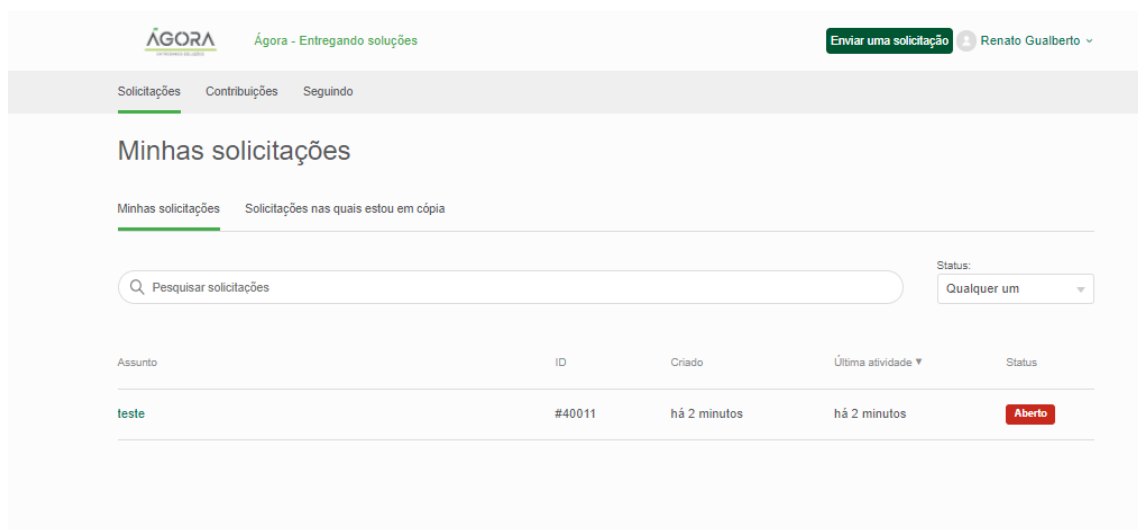 ÁGORA
Ágora - Entregando soluções
Enviar uma solicitação
Renato Gualberto
Solicitações Contribuições Seguindo
Minhas solicitações
Minhas solicitações Solicitações nas quais estou em cópia
Status:
Pesquisar solicitações Qualquer um
Assunto ID Criado Última atividade ▼ Status
teste #40011 há 2 minutos há 2 minutos Aberto